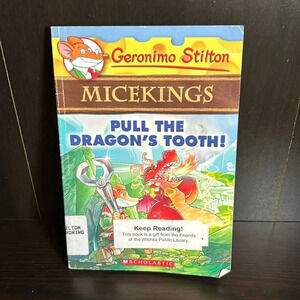 Geronimo Stilton
MICEKINGS
PULL THE
DRAGON'S TOOTH!
Keep Reading!
This book is a gift from the Friends
of the Wichita Public Library.
SCHOLASTIC